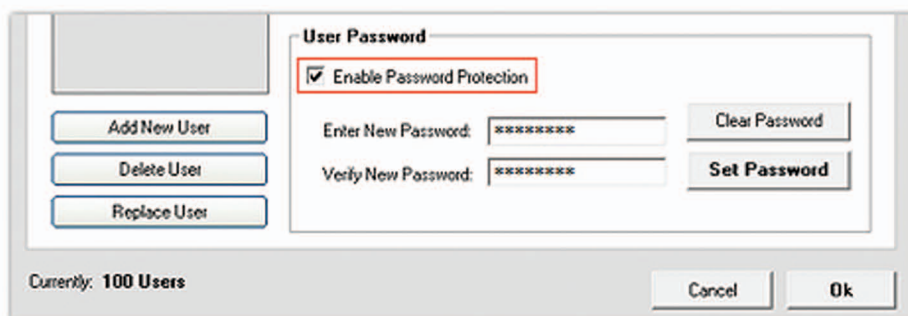 User Password
Enable Password Protection
Add New User
Enter New Password: ********
Clear Password
Delete User
Verify New Password: ********
Set Password
Replace User
Currently: 100 Users
Cancel
Ok